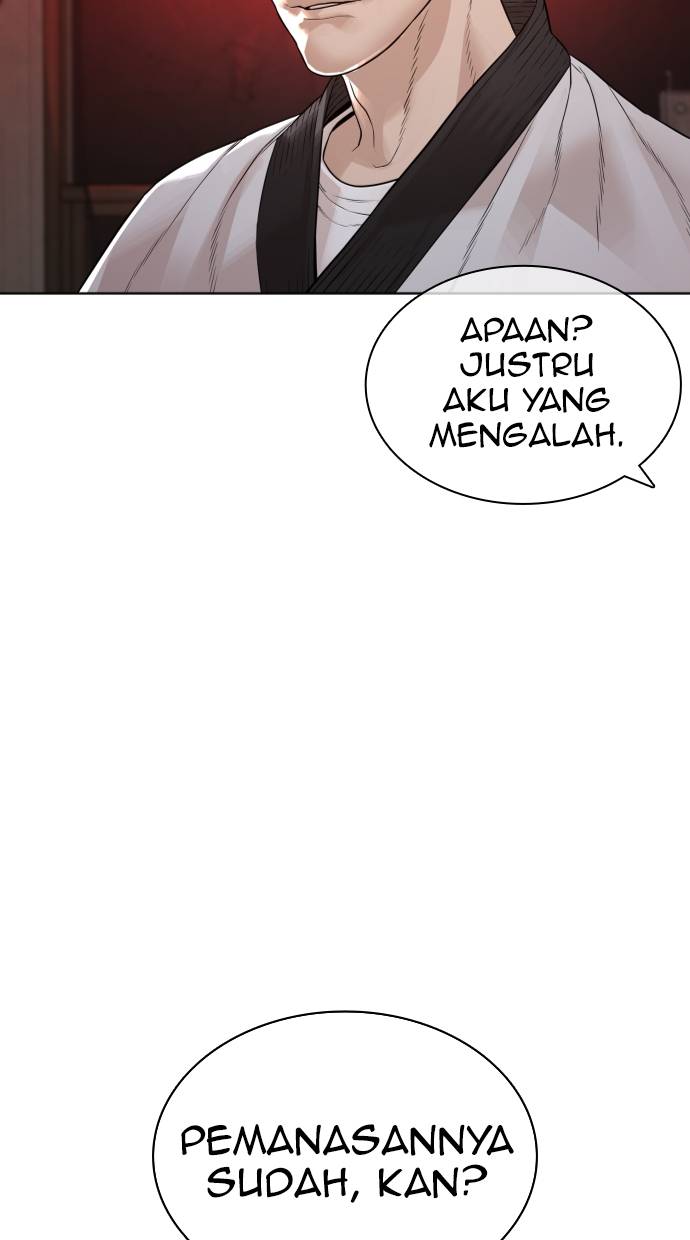 APAAN?
JUSTRU
AKU YANG
MENGALAH.
PEMANASANNYA
SUDAH, KAN?